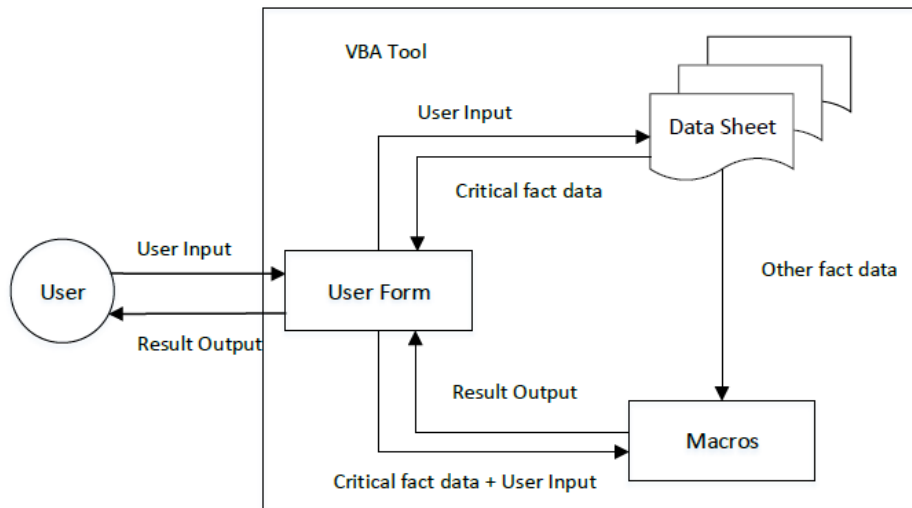 VBA Tool
User Input
Data Sheet
Critical fact data
User Input
User
User Form
Other fact data
Result Output
Result Output
Macros
Critical fact data + User Input